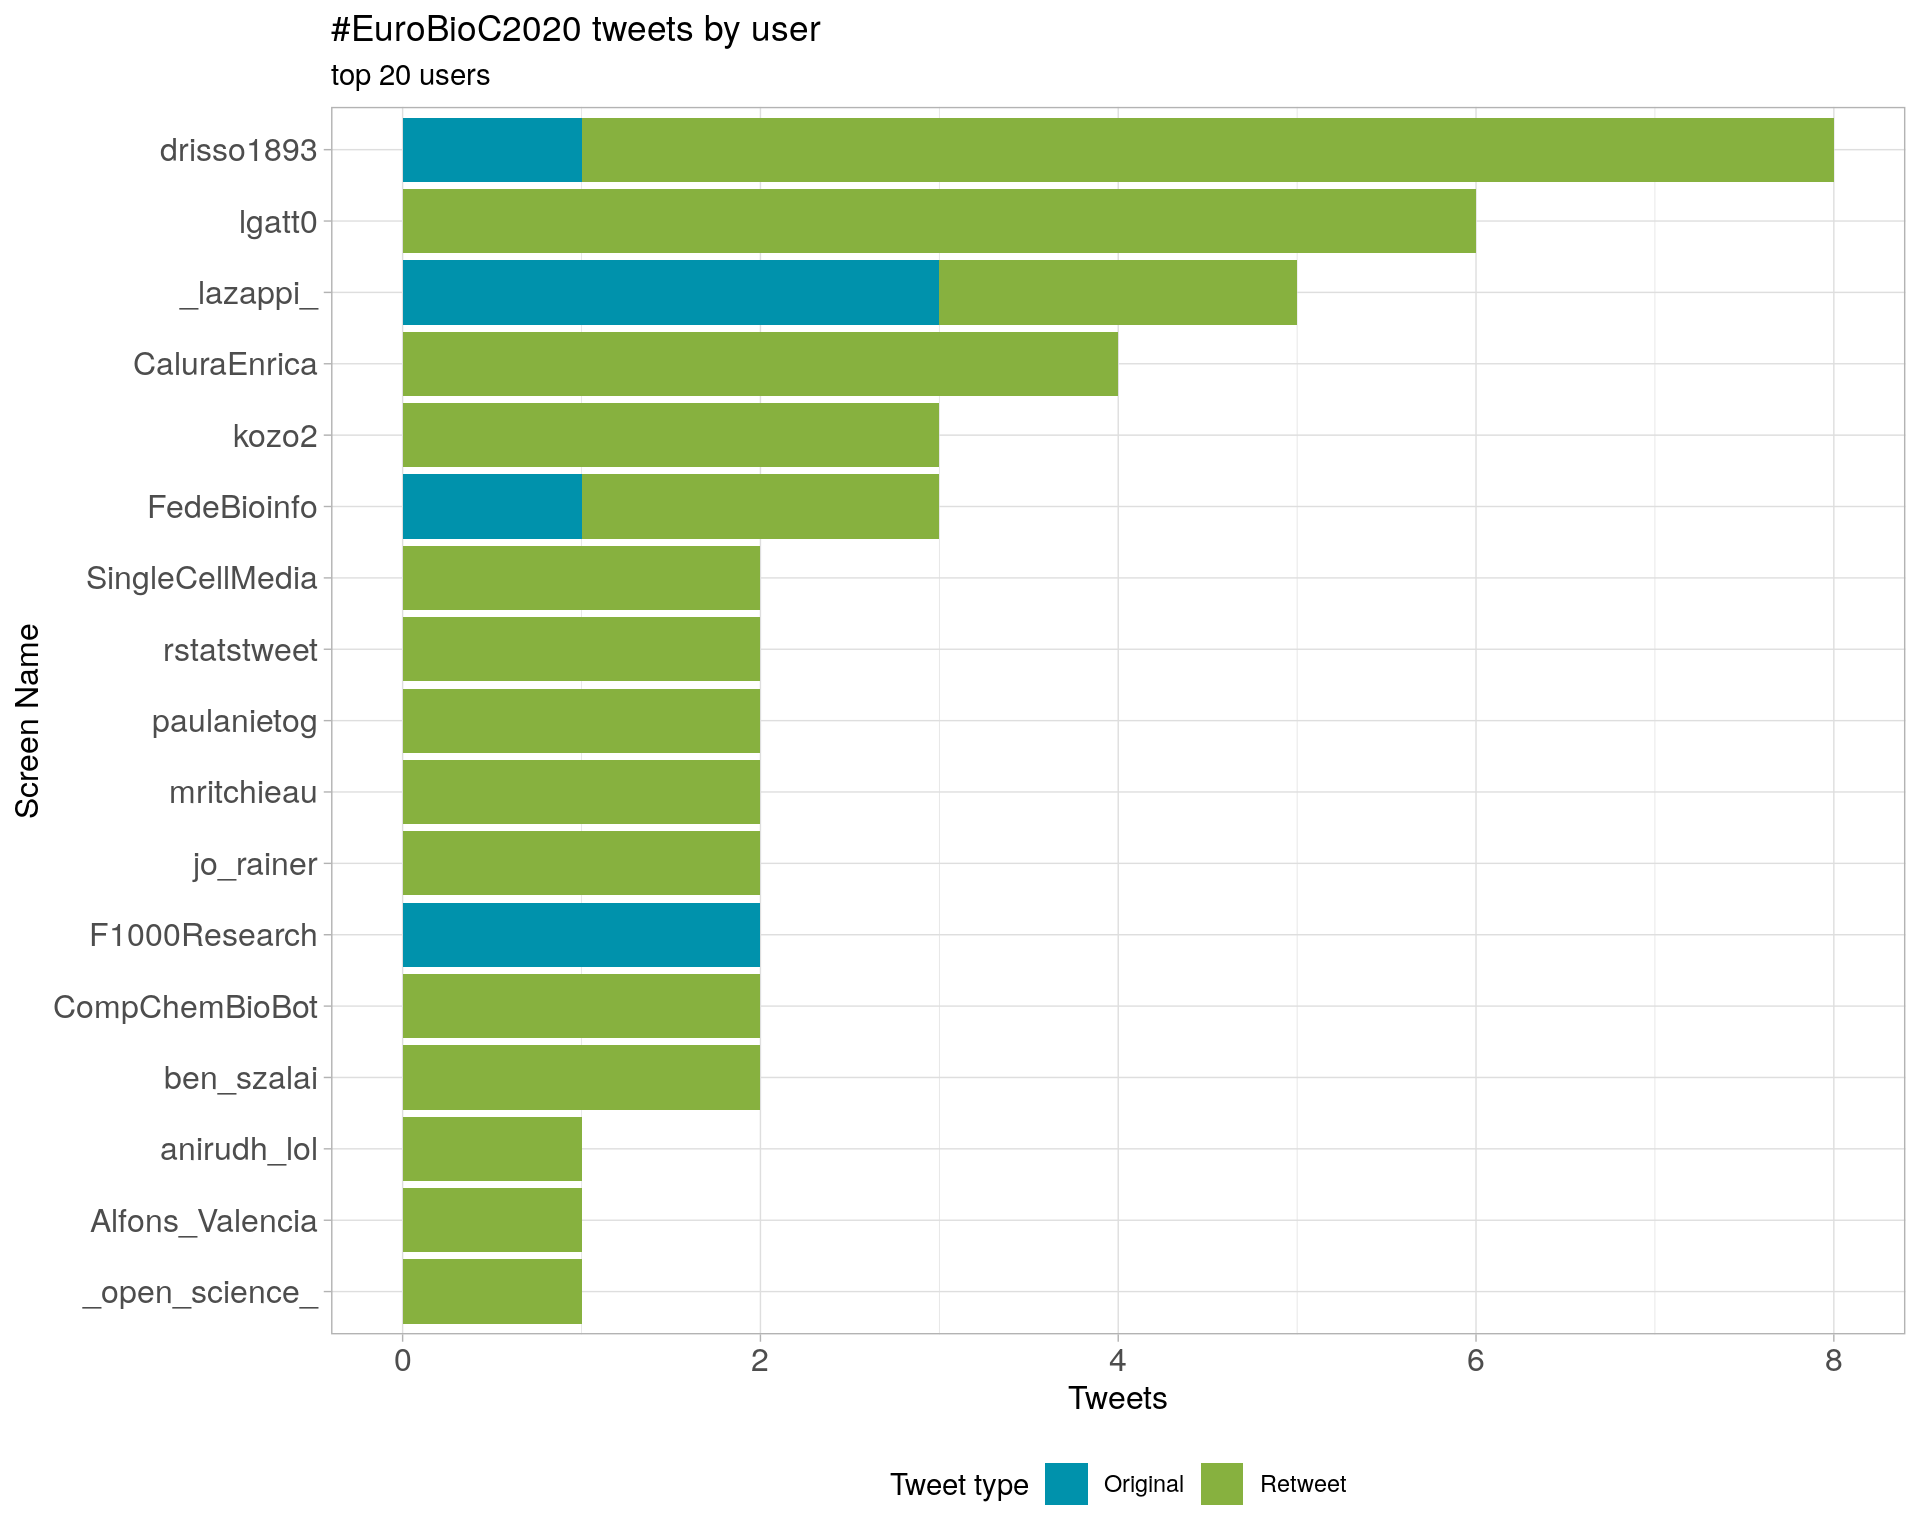 #EuroBioC2020 tweets by user
top 20 users
Screen Name
drisso1893
lgatt0
_lazappi_
CaluraEnrica
kozo2
FedeBioinfo
SingleCellMedia
rstatstweet
paulanietog
mritchieau
jo_rainer
F1000Research
CompChemBioBot
ben_szalai
anirudh_lol
Alfons_Valencia
_open_science_
0 2 4 6 8
Tweets
Tweet type Original Retweet